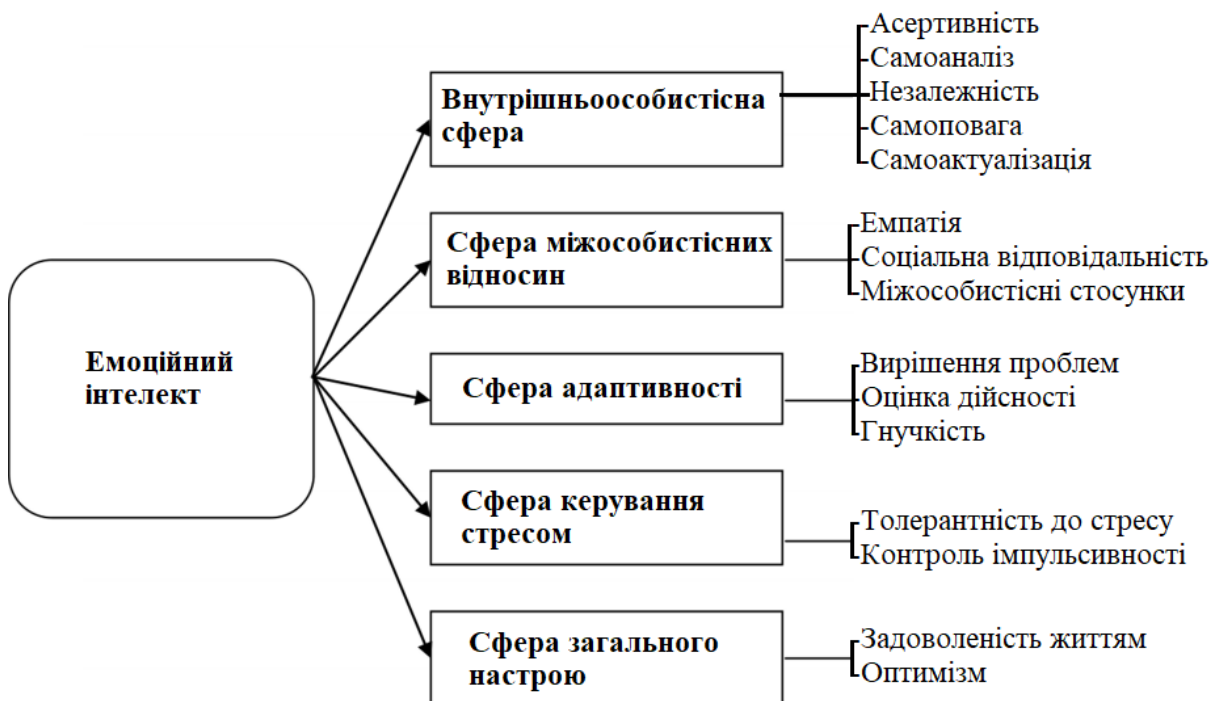 Емоційний
інтелект
Внутрішньоособистісна
сфера
Асертивність
Самоаналіз
Незалежність
Самоповага
Самоактуалізація
Сфера міжособистісних
відносин
Емпатія
Соціальна відповідальність
Міжособистісні стосунки
Сфера адаптивності
Вирішення проблем
Оцінка дійсності
Гнучкість
Сфера керування
стресом
Толерантність до стресу
Контроль імпульсивності
Сфера загального
настрою
Задоволеність життям
Оптимізм